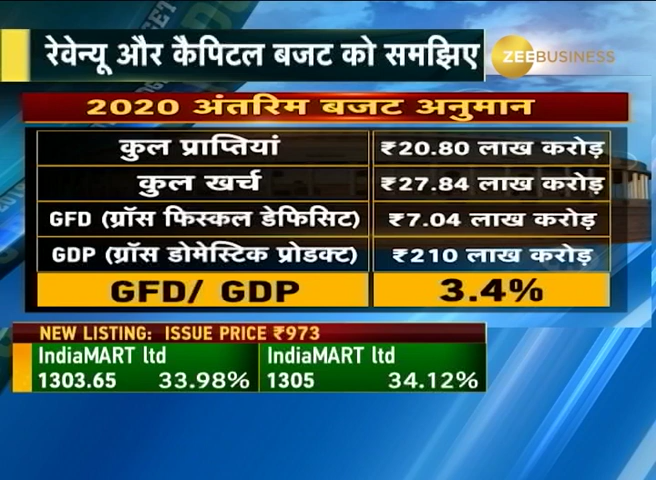 रेवेन्यू और कैपिटल बजट को समझिए
ZEEBUSINESS
2020 अंतरिम बजट अनुमान
कुल प्राप्तियां ₹20.80 लाख करोड़
कुल खर्च ₹27.84 लाख करोड़
GFD (ग्रॉस फिस्कल डेफिसिट) ₹7.04 लाख करोड़
GDP (ग्रॉस डोमेस्टिक प्रोडक्ट) ₹210 लाख करोड़
GFD/ GDP 3.4%
NEW LISTING: ISSUE PRICE ₹973
IndiaMART ltd IndiaMART ltd
1303.65 33.98% 1305 34.12%